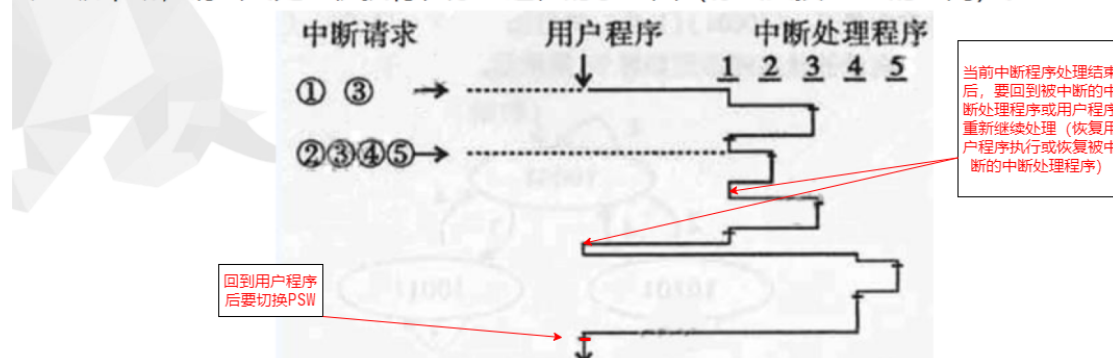 中断请求 用户程序 中断处理程序
1 2 3 4 5
① ③
②③④⑤
当前中断程序处理结束
后，要回到被中断的中
断处理程序或用户程序
重新继续处理（恢复用
户程序执行或恢复被中
断的中断处理程序）
回到用户程序
后要切换PSW